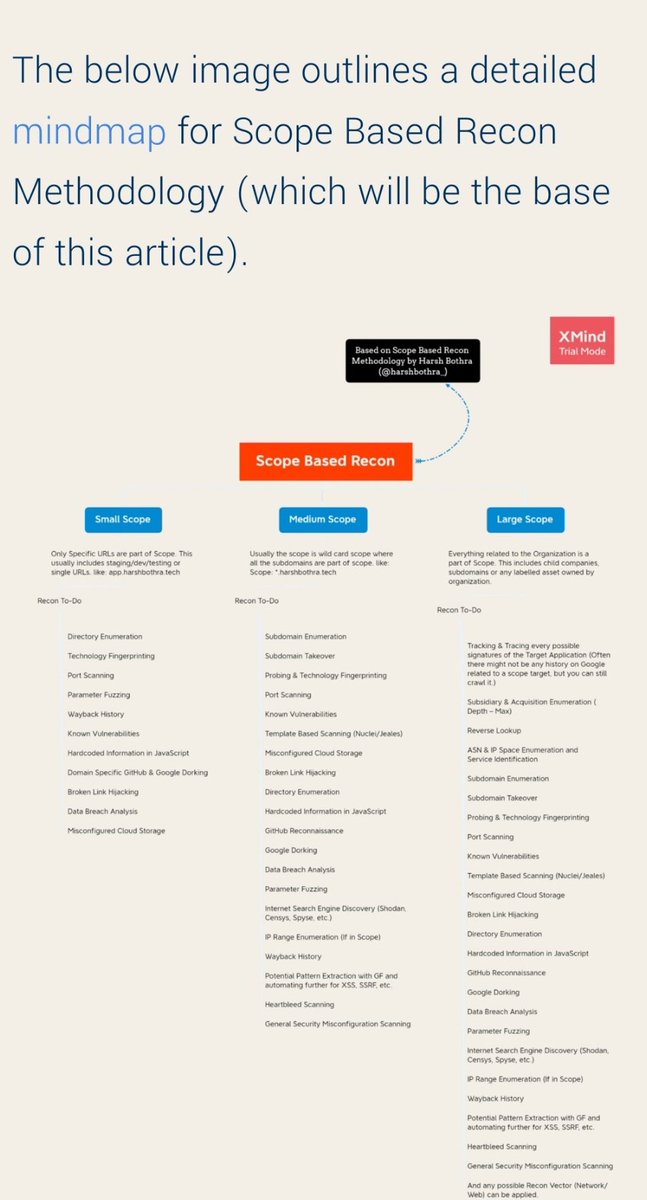 The below image outlines a detailed
mindmap for Scope Based Recon
Methodology (which will be the base
of this article).
XMind
Trial Mode
Based on Scope Based Recon
Methodology by Harsh Bothra
(@harshbothra_)
Scope Based Recon
Small Scope
Only Specific URLs are part of Scope. This
usually includes staging/dev/testing or
single URLs. like: app.harshbothra.tech
Recon To-Do
Directory Enumeration
Technology Fingerprinting
Port Scanning
Parameter Fuzzing
Wayback History
Known Vulnerabilities
Hardcoded Information in JavaScript
Domain Specific GitHub & Google Dorking
Broken Link Hijacking
Data Breach Analysis
Misconfigured Cloud Storage
Medium Scope
Usually the scope is wild card scope where
all the subdomains are part of scope. like:
Scope: *.harshbothra.tech
Recon To-Do
Subdomain Enumeration
Subdomain Takeover
Probing & Technology Fingerprinting
Port Scanning
Known Vulnerabilities
Template Based Scanning (Nuclei/Jeales)
Misconfigured Cloud Storage
Broken Link Hijacking
Directory Enumeration
Hardcoded Information in JavaScript
GitHub Reconnaissance
Google Dorking
Data Breach Analysis
Parameter Fuzzing
Internet Search Engine Discovery (Shodan,
Censys, Spyse, etc.)
IP Range Enumeration (If in Scope)
Wayback History
Potential Pattern Extraction with GF and
automating further for XSS, SSRF, etc.
Heartbleed Scanning
General Security Misconfiguration Scanning
Large Scope
Everything related to the Organization is a
part of Scope. This includes child companies,
subdomains or any labelled asset owned by
organization.
Recon To-Do
Tracking & Tracing every possible
signatures of the Target Application (Often
there might not be any history on Google
related to a scope target, but you can still
crawl it.)
Subsidiary & Acquisition Enumeration (
Depth – Max)
Reverse Lookup
ASN & IP Space Enumeration and
Service Identification
Subdomain Enumeration
Subdomain Takeover
Probing & Technology Fingerprinting
Port Scanning
Known Vulnerabilities
Template Based Scanning (Nuclei/Jeales)
Misconfigured Cloud Storage
Broken Link Hijacking
Directory Enumeration
Hardcoded Information in JavaScript
GitHub Reconnaissance
Google Dorking
Data Breach Analysis
Parameter Fuzzing
Internet Search Engine Discovery (Shodan,
Censys, Spyse, etc.)
IP Range Enumeration (If in Scope)
Wayback History
Potential Pattern Extraction with GF and
automating further for XSS, SSRF, etc.
Heartbleed Scanning
General Security Misconfiguration Scanning
And any possible Recon Vector (Network/
Web) can be applied.